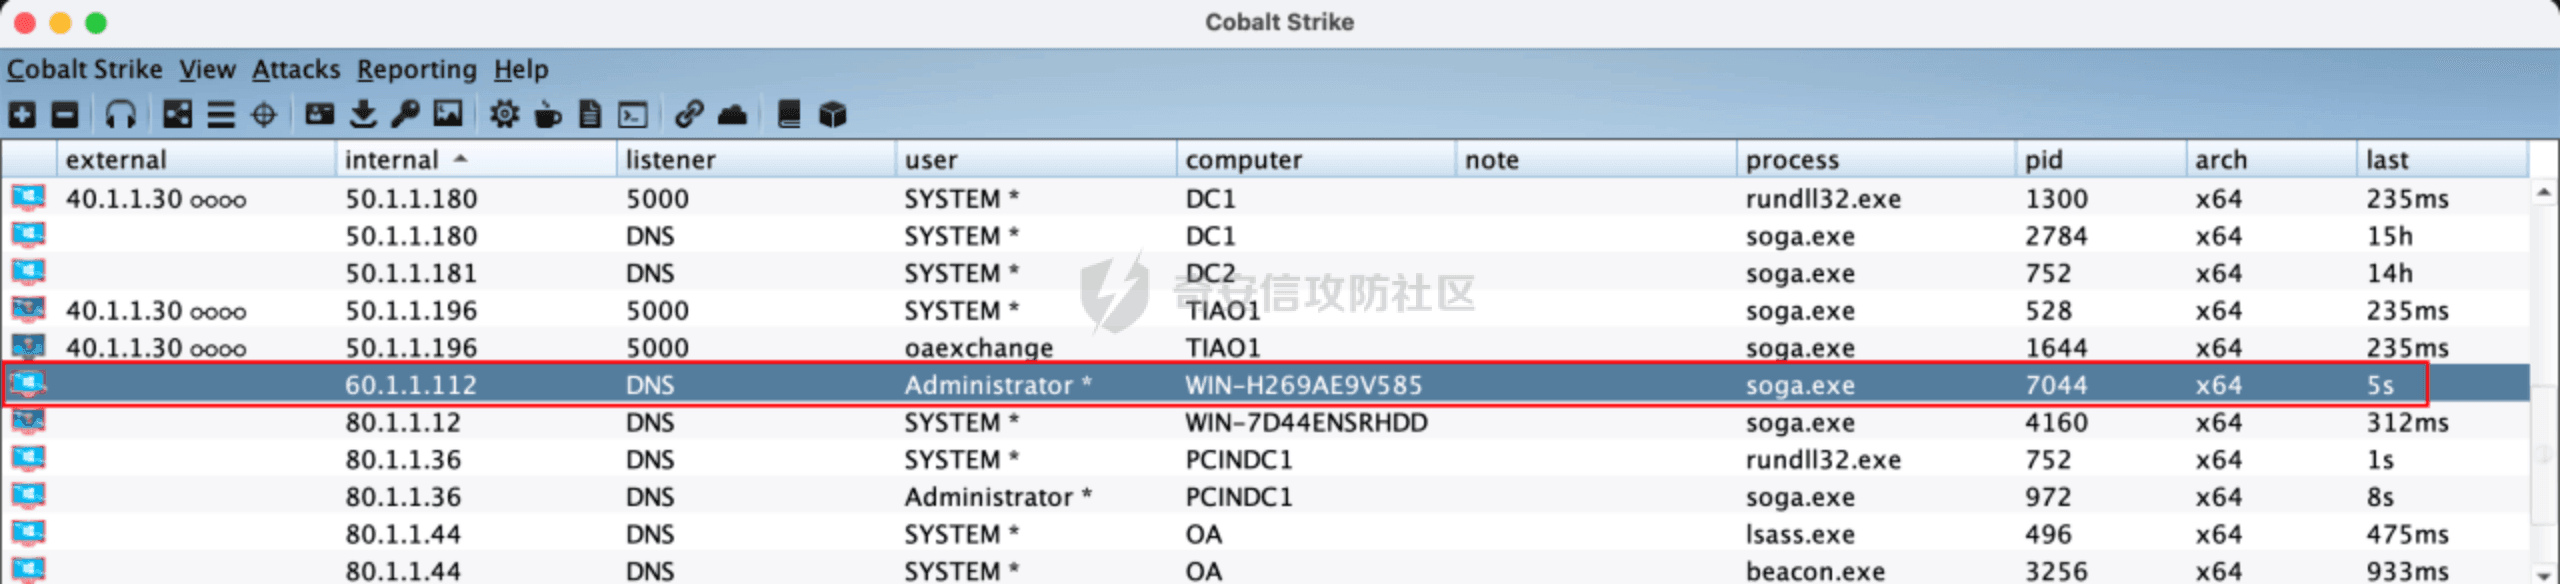 Cobalt Strike
Cobalt Strike View Attacks Reporting Help
external internal listener user computer note process pid arch last
40.1.1.30 50.1.1.180 5000 SYSTEM * DC1 rundll32.exe 1300 x64 235ms
50.1.1.180 DNS SYSTEM * DC1 soga.exe 2784 x64 15h
50.1.1.181 DNS SYSTEM * DC2 soga.exe 752 x64 14h
奇安信攻防社区
40.1.1.30 50.1.1.196 5000 SYSTEM * TIAO1 soga.exe 528 x64 235ms
40.1.1.30 50.1.1.196 5000 oaexchange TIAO1 soga.exe 1644 x64 235ms
60.1.1.112 DNS Administrator * WIN-H269AE9V585 soga.exe 7044 x64 5s
80.1.1.12 DNS SYSTEM * WIN-7D44ENSRHDD soga.exe 4160 x64 312ms
80.1.1.36 DNS SYSTEM * PCINDC1 rundll32.exe 752 x64 1s
80.1.1.36 DNS Administrator * PCINDC1 soga.exe 972 x64 8s
80.1.1.44 DNS SYSTEM * OA lsass.exe 496 x64 475ms
80.1.1.44 DNS SYSTEM * OA beacon.exe 3256 x64 933ms